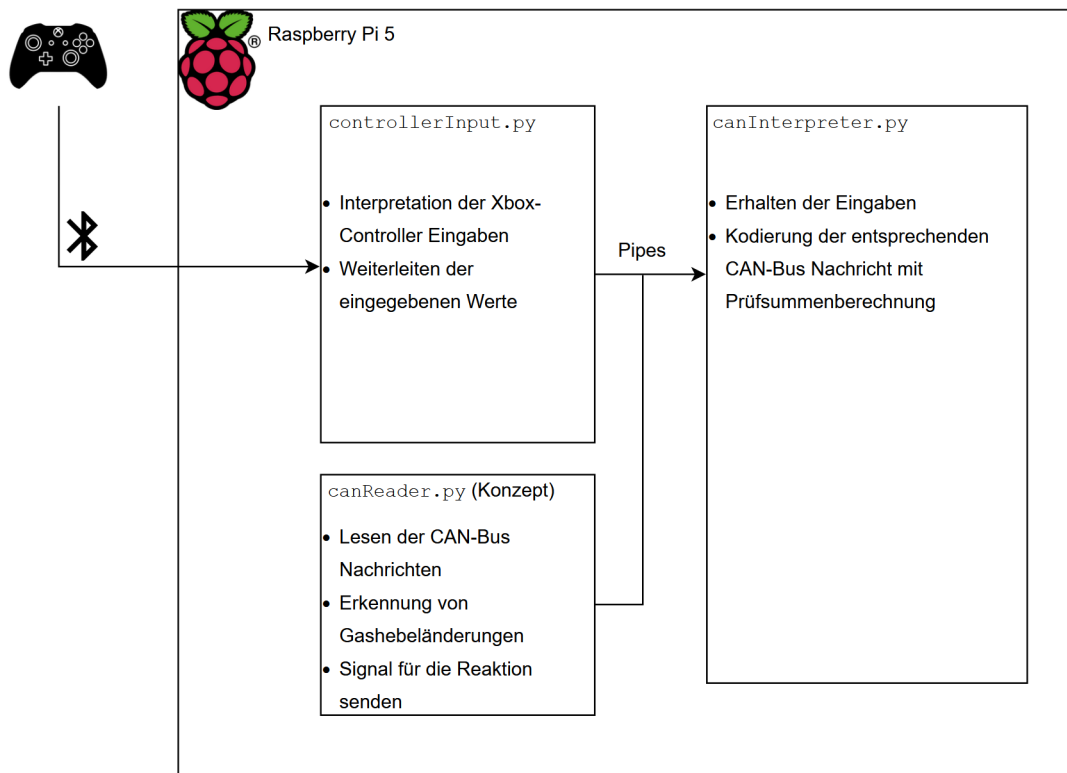 Raspberry Pi 5
®
controllerInput.py
• Interpretation der Xbox-
Controller Eingaben
• Weiterleiten der
eingegebenen Werte
Pipes
canInterpreter.py
• Erhalten der Eingaben
• Kodierung der entsprechenden
CAN-Bus Nachricht mit
Prüfsummenberechnung
canReader.py (Konzept)
• Lesen der CAN-Bus
Nachrichten
• Erkennung von
Gashebeländerungen
• Signal für die Reaktion
senden